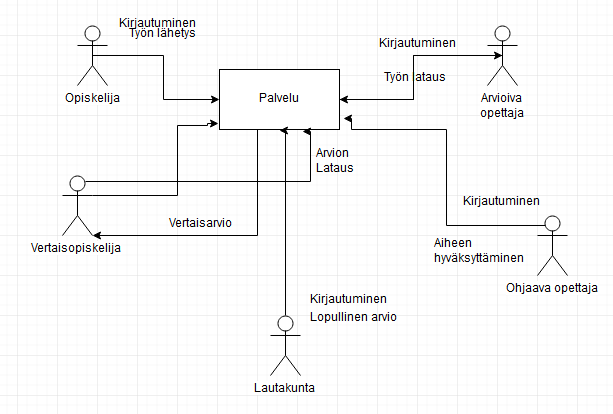 Kirjautuminen
Työn lähetys
Opiskelija
Palvelu
Kirjautuminen
Työn lataus
Arvioiva
opettaja
Arvion
Lataus
Vertaisarvio
Vertaisopiskelija
Kirjautuminen
Aiheen
hyväksyttäminen
Ohjaava opettaja
Kirjautuminen
Lopullinen arvio
Lautakunta